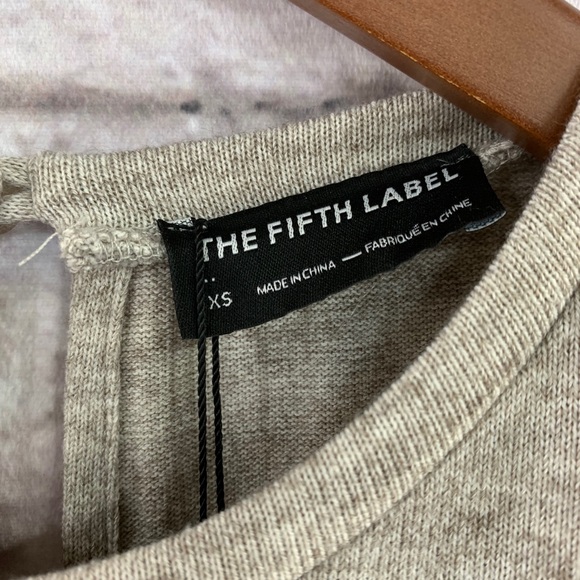 THE FIFTH LABEL
XS MADE IN CHINA — FABRIQUÉ EN CHINE